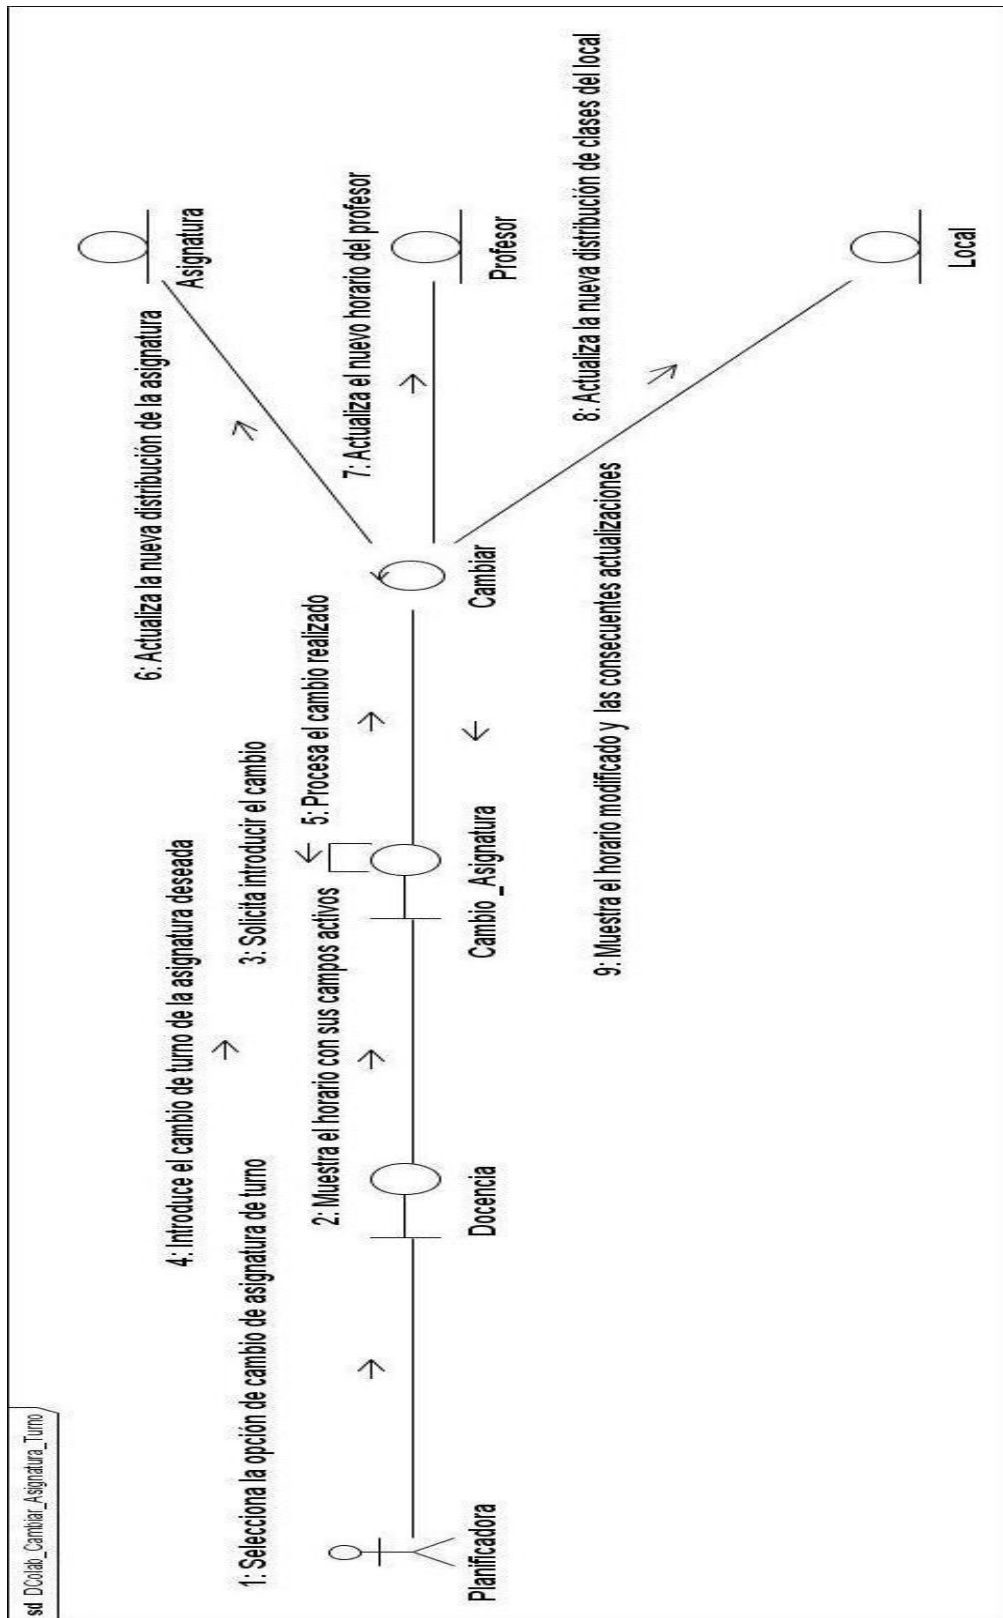 sd DColab_Cambiar_Asignatura_Turno
1: Selecciona la opción de cambio de asignatura de turno
4: Introduce el cambio de turno de la asignatura deseada
2: Muestra el horario con sus campos activos
3: Solicita introducir el cambio
5: Procesa el cambio realizado
6: Actualiza la nueva distribución de la asignatura
7: Actualiza el nuevo horario del profesor
8: Actualiza la nueva distribución de clases del local
9: Muestra el horario modificado y las consecuentes actualizaciones
Planificadora
Docencia
Cambio_Asignatura
Cambiar
Asignatura
Profesor
Local